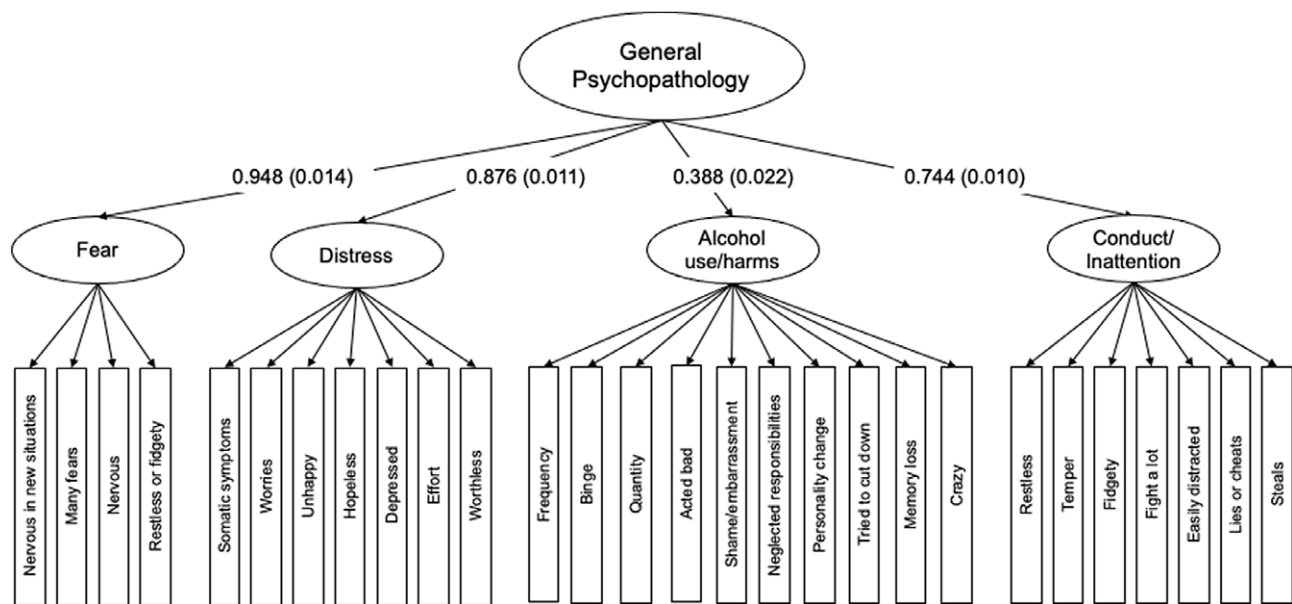 General
Psychopathology
0.948 (0.014)
0.876 (0.011)
0.388 (0.022)
0.744 (0.010)
Fear
Distress
Alcohol
use/harms
Conduct/
Inattention
Nervous in new situations
Many fears
Nervous
Restless or fidgety
Somatic symptoms
Worries
Unhappy
Hopeless
Depressed
Effort
Worthless
Frequency
Binge
Quantity
Acted bad
Shame/embarrassment
Neglected responsibilities
Personality change
Tried to cut down
Memory loss
Crazy
Restless
Temper
Fidgety
Fight a lot
Easily distracted
Lies or cheats
Steals